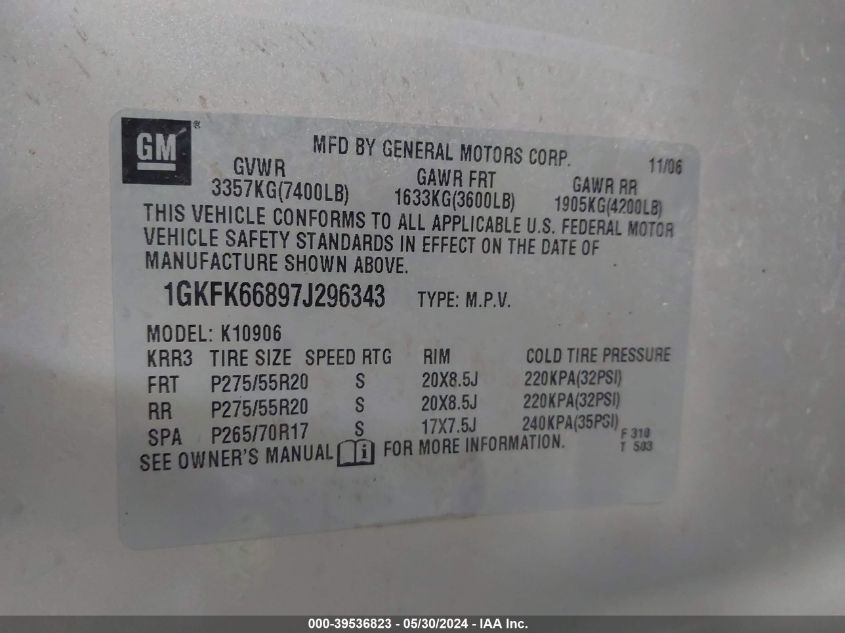 GM ®
MFD BY GENERAL MOTORS CORP. 11/06
GVWR GAWR FRT GAWR RR
3357KG(7400LB) 1633KG(3600LB) 1905KG(4200LB)
THIS VEHICLE CONFORMS TO ALL APPLICABLE U.S. FEDERAL MOTOR
VEHICLE SAFETY STANDARDS IN EFFECT ON THE DATE OF
MANUFACTURE SHOWN ABOVE.
1GKFK66897J296343 TYPE: M.P.V.
MODEL: K10906
KRR3 TIRE SIZE SPEED RTG RIM COLD TIRE PRESSURE
FRT P275/55R20 S 20X8.5J 220KPA(32PSI)
RR P275/55R20 S 20X8.5J 220KPA(32PSI)
SPA P265/70R17 S 17X7.5J 240KPA(35PSI)
F 310
T 503
SEE OWNER'S MANUAL i FOR MORE INFORMATION.
000-39536823 - 05/30/2024 - IAA Inc.